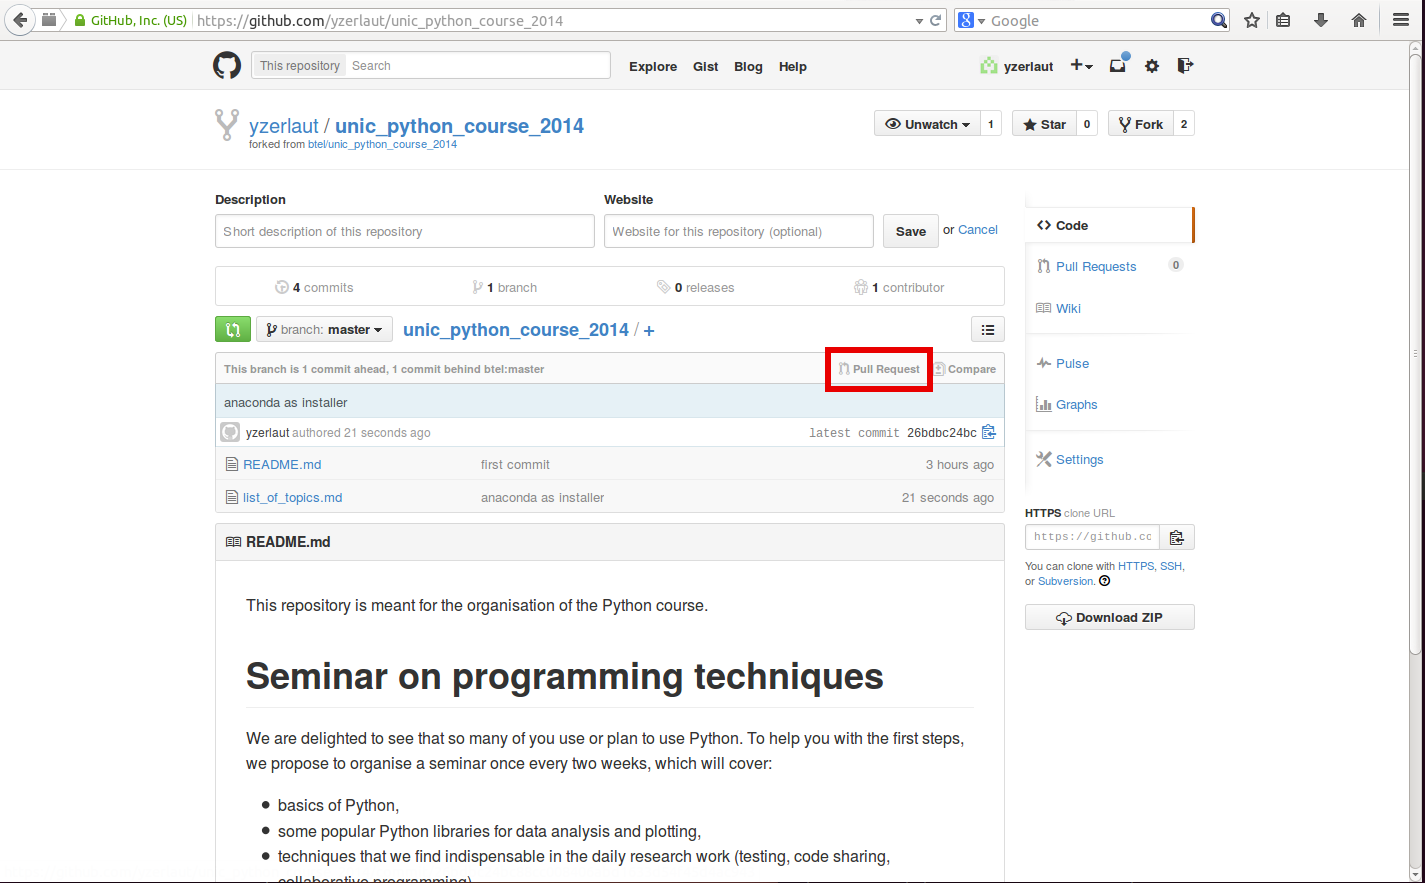 GitHub, Inc. (US) https://github.com/yzerlaut/unic_python_course_2014 Google
This repository Search Explore Gist Blog Help yzerlaut
yzerlaut / unic_python_course_2014 Unwatch 1 Star 0 Fork 2
forked from btel/unic_python_course_2014
Description Website
Short description of this repository Website for this repository (optional) Save or Cancel
4 commits 1 branch 0 releases 1 contributor
branch: master unic_python_course_2014 / +
This branch is 1 commit ahead, 1 commit behind btel:master Pull Request Compare
anaconda as installer
yzerlaut authored 21 seconds ago latest commit 26bdbc24bc
README.md first commit 3 hours ago
list_of_topics.md anaconda as installer 21 seconds ago
README.md
This repository is meant for the organisation of the Python course.
Seminar on programming techniques
We are delighted to see that so many of you use or plan to use Python. To help you with the first steps,
we propose to organise a seminar once every two weeks, which will cover:
basics of Python,
some popular Python libraries for data analysis and plotting,
techniques that we find indispensable in the daily research work (testing, code sharing,
collaborative programming)
Code
Pull Requests 0
Wiki
Pulse
Graphs
Settings
HTTPS clone URL
https://github.cc
You can clone with HTTPS, SSH,
or Subversion.
Download ZIP